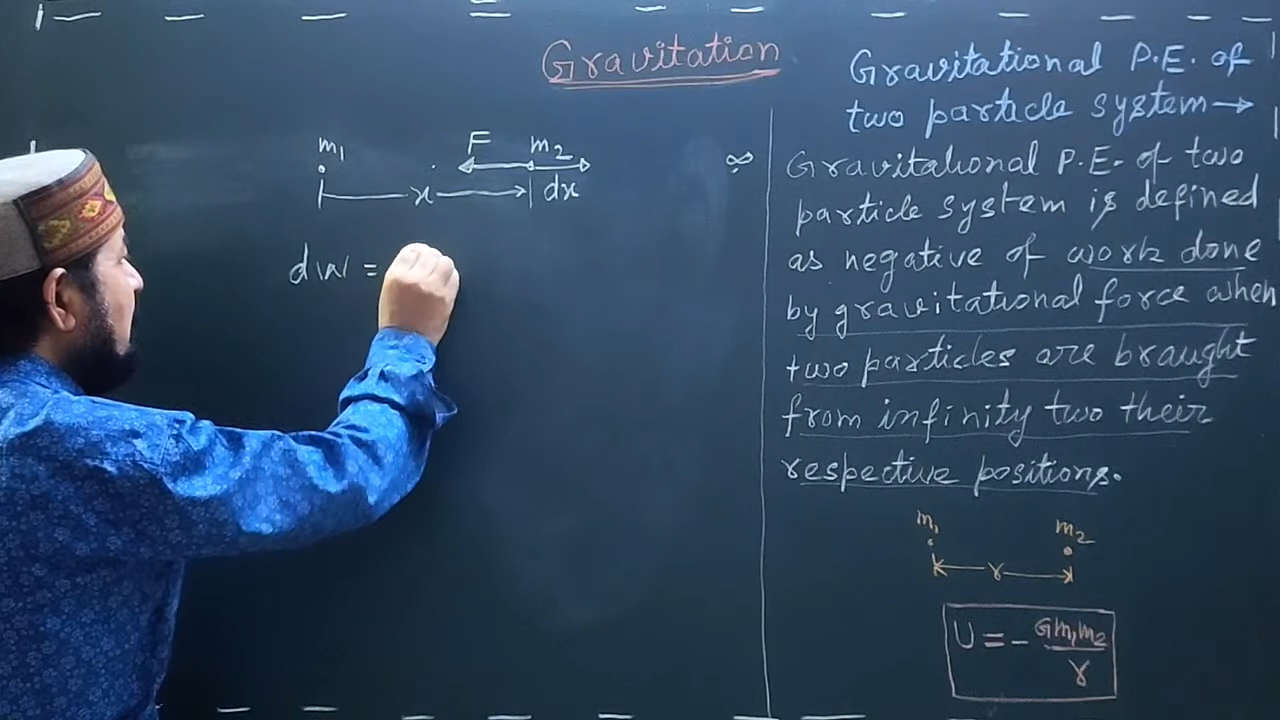 Gravitation
m1 F m2 ∞
x dx
dW =
Gravitational P.E. of
two particle system→
Gravitational P.E. of two
particle system is defined
as negative of work done
by gravitational force when
two particles are braught
from infinity two their
respective positions.
m1 m2
r
U = - Gm1m2
r